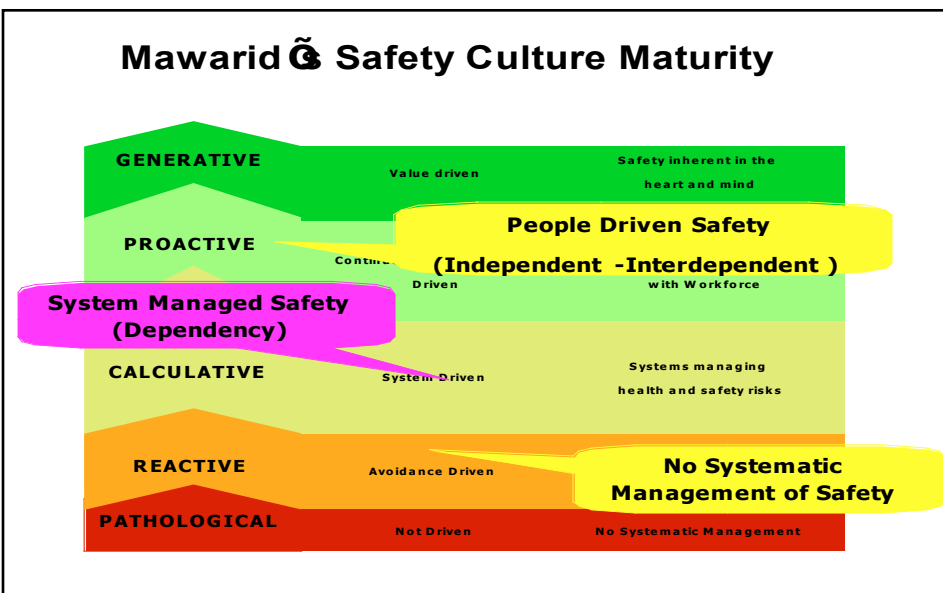 Mawarid Õs Safety Culture Maturity
GENERATIVE
Value driven
Safety inherent in the
heart and mind
People Driven Safety
(Independent -Interdependent )
PROACTIVE
Driven
with Workforce
System Managed Safety
(Dependency)
CALCULATIVE
System Driven
Systems managing
health and safety risks
REACTIVE
Avoidance Driven
No Systematic
Management of Safety
PATHOLOGICAL
Not Driven
No Systematic Management